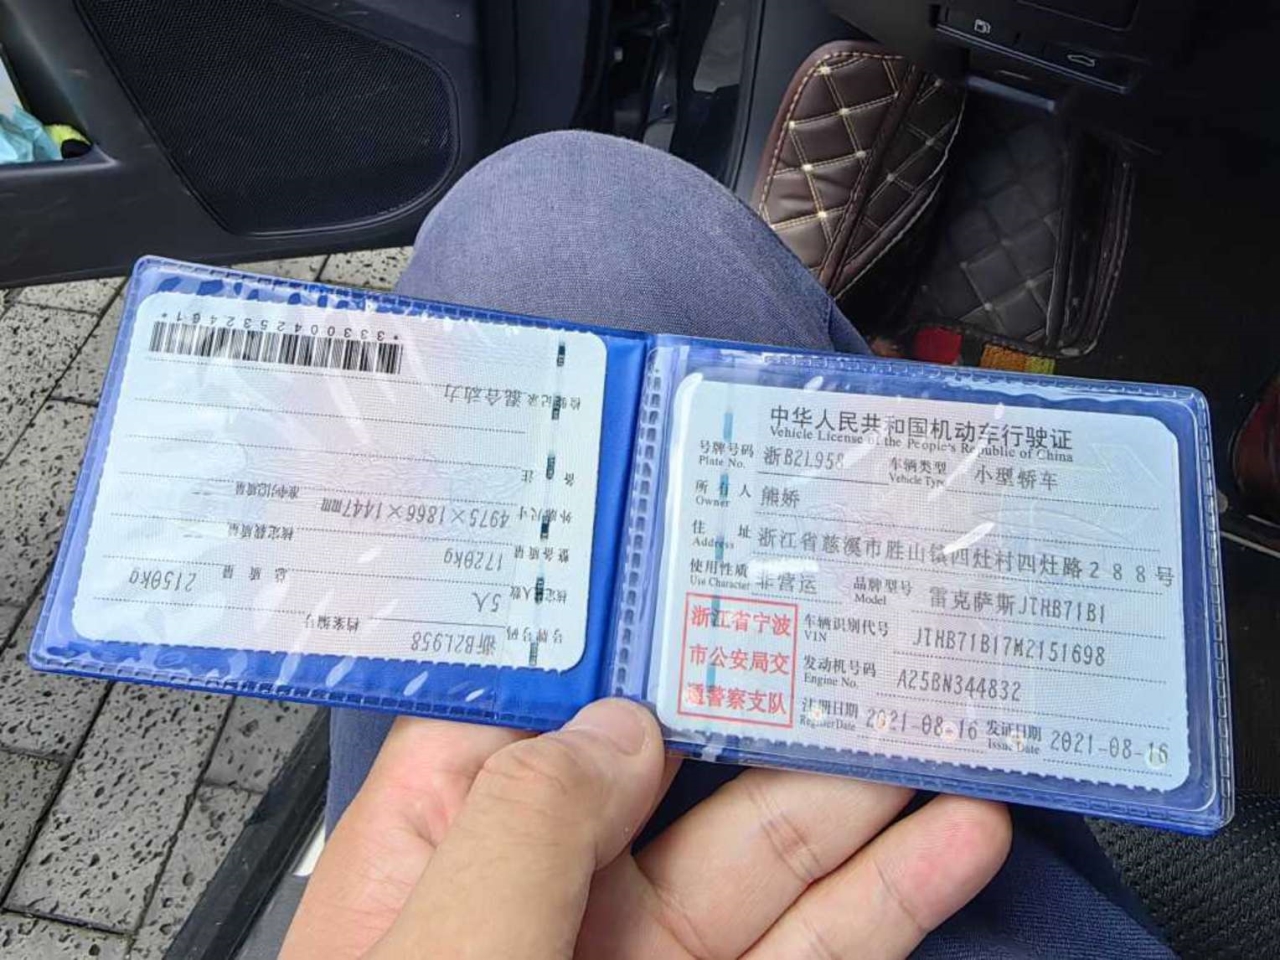 中华人民共和国机动车行驶证
Vehicle License of the People's Republic of China
号牌号码 浙B2L958 车辆类型 小型轿车
Plate No. Vehicle Type
所有人 熊娇
Owner
住址 浙江省慈溪市胜山镇四灶村四灶路288号
Address
使用性质 非营运 品牌型号 雷克萨斯JTHB71B1
Use Character Model
浙江省宁波
市公安局交
通警察支队
车辆识别代号 JTHB71B17M2151698
VIN
发动机号码 A25BN344832
Engine No.
注册日期 2021-08-16 发证日期 2021-08-16
Register Date Issue Date
号牌号码 浙B2L958 档案编号
核定人数 5人 总质量 2150kg
整备质量 1720kg 核定载质量 --
外廓尺寸 4975×1866×1447mm 准牵引总质量 --
备注
检验记录 混合动力
*3330042532461*